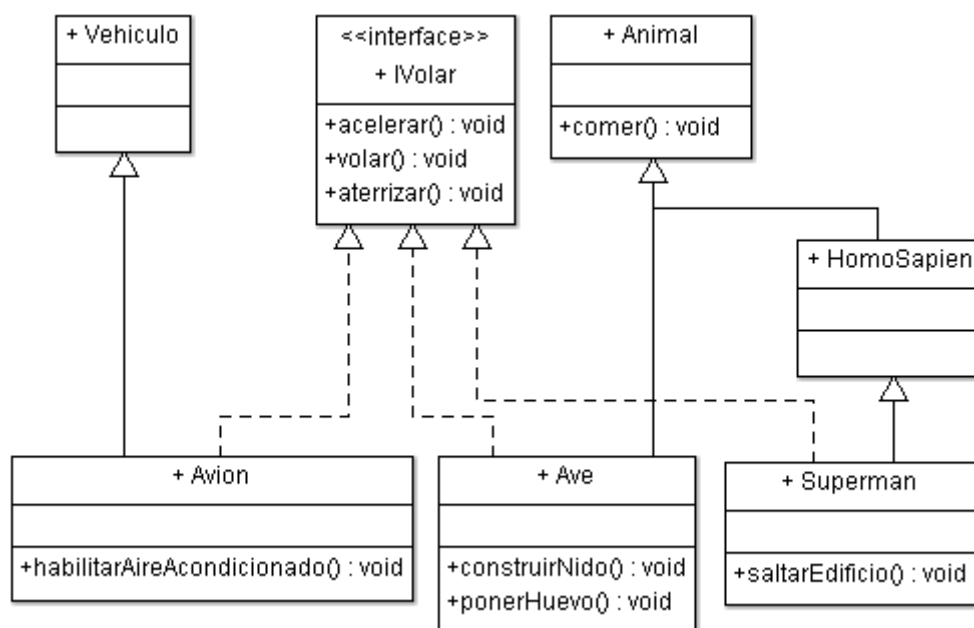 + Vehiculo
<<interface>>
+ IVolar
+acelerar() : void
+volar() : void
+aterrizar() : void
+ Animal
+comer() : void
+ HomoSapien
+ Avion
+habilitarAireAcondicionado() : void
+ Ave
+construirNido() : void
+ponerHuevo() : void
+ Superman
+saltarEdificio() : void